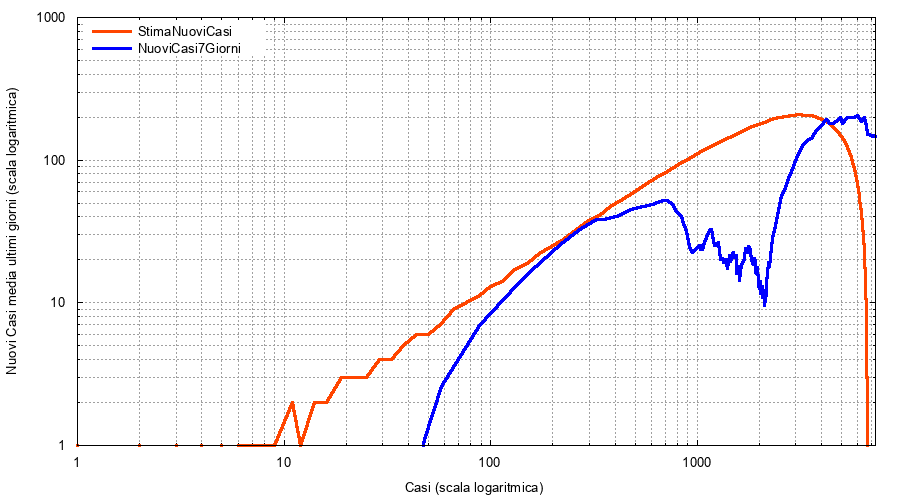 1000
StimaNuoviCasi
NuoviCasi7Giorni
Nuovi Casi media ultimi giorni (scala logaritmica)
100
10
1
1 10 100 1000
Casi (scala logaritmica)